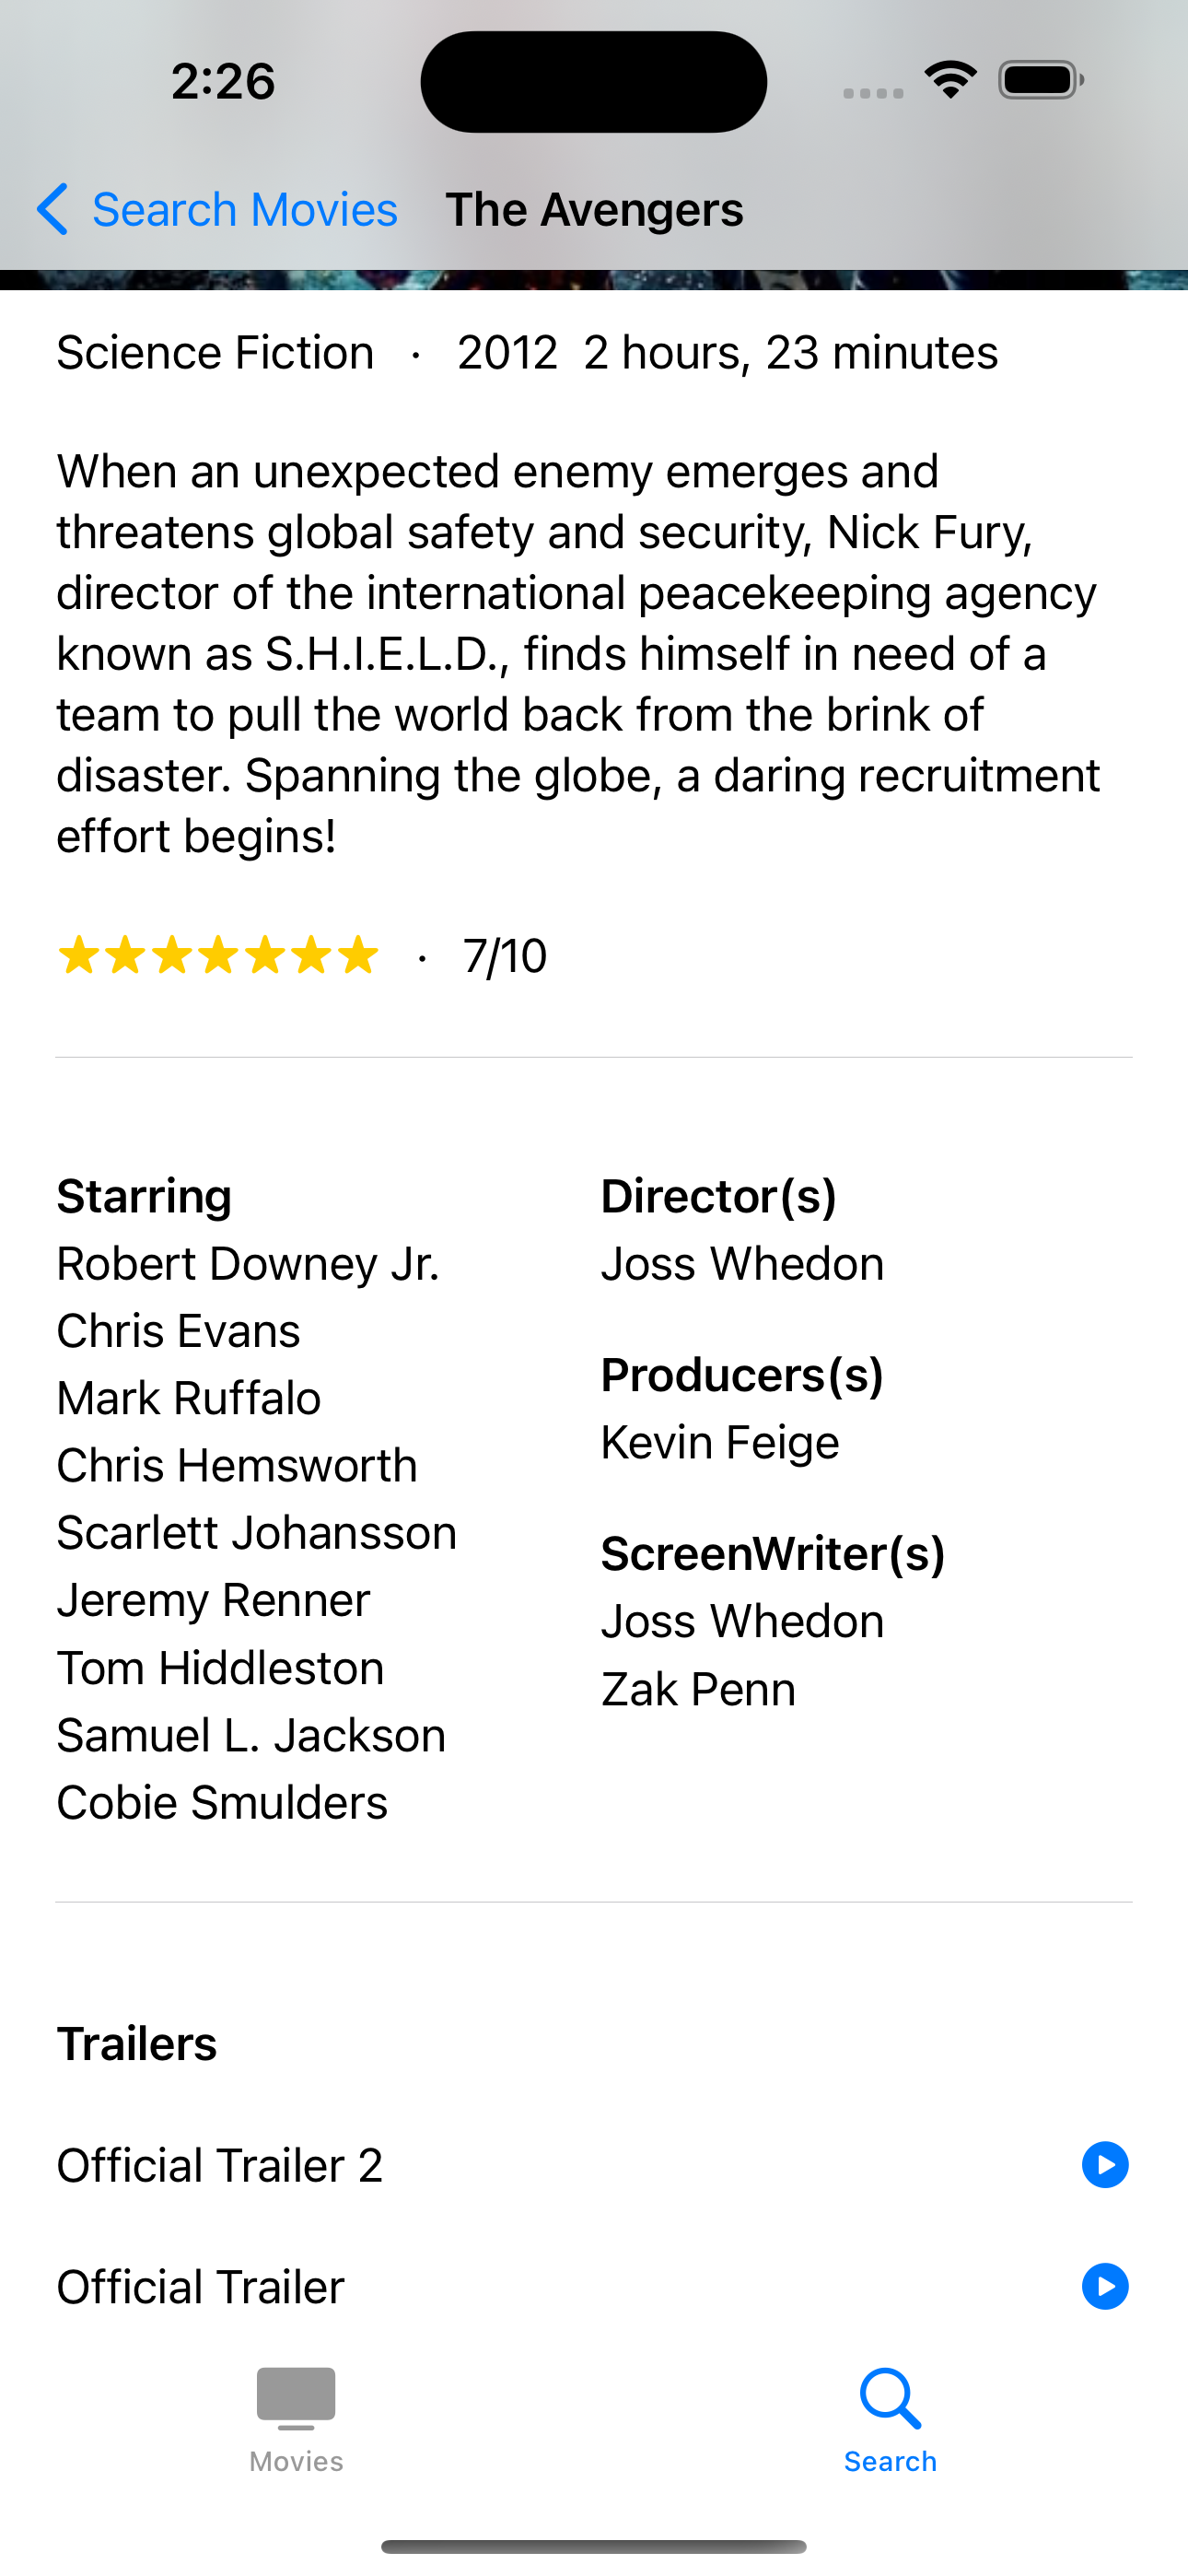 2:26
Search Movies The Avengers
Science Fiction · 2012 2 hours, 23 minutes
When an unexpected enemy emerges and
threatens global safety and security, Nick Fury,
director of the international peacekeeping agency
known as S.H.I.E.L.D., finds himself in need of a
team to pull the world back from the brink of
disaster. Spanning the globe, a daring recruitment
effort begins!
· 7/10
Starring
Robert Downey Jr.
Chris Evans
Mark Ruffalo
Chris Hemsworth
Scarlett Johansson
Jeremy Renner
Tom Hiddleston
Samuel L. Jackson
Cobie Smulders
Director(s)
Joss Whedon
Producers(s)
Kevin Feige
ScreenWriter(s)
Joss Whedon
Zak Penn
Trailers
Official Trailer 2
Official Trailer
Movies
Search